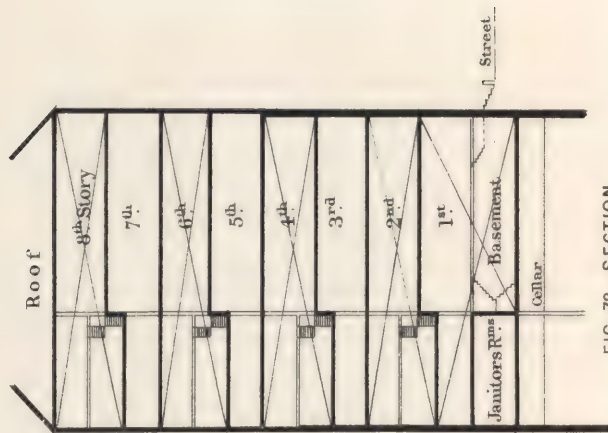 Roof
8th Story
7th
6th
5th
4th
3rd
2nd
1st
Street
Basement
Janitors Rms
Cellar
FIG. 79. SECTION